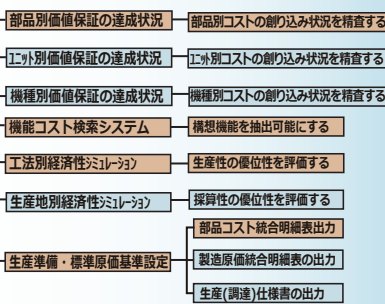 部品別価値保証の達成状況 部品別コストの創り込み状況を精査する
ユニット別価値保証の達成状況 ユニット別コストの創り込み状況を精査する
機種別価値保証の達成状況 機種別コストの創り込み状況を精査する
機能コスト検索システム 構想機能を抽出可能にする
工法別経済性シミュレーション 生産性の優位性を評価する
生産地別経済性シミュレーション 採算性の優位性を評価する
部品コスト統合明細表出力
生産準備・標準原価基準設定 製造原価統合明細表の出力
生産(調達)仕様書の出力